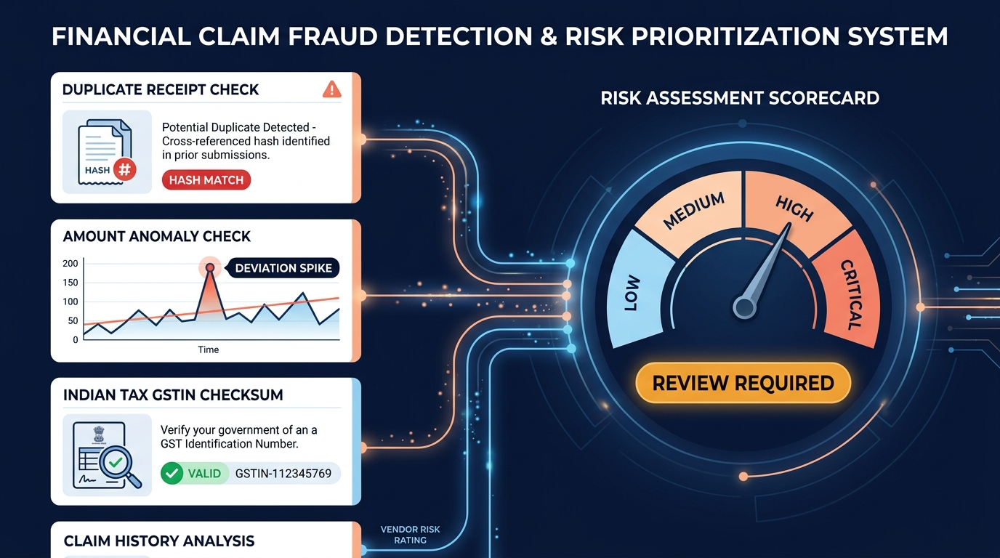 FINANCIAL CLAIM FRAUD DETECTION & RISK PRIORITIZATION SYSTEM
DUPLICATE RECEIPT CHECK
HASH #
Potential Duplicate Detected -
Cross-referenced hash identified
in prior submissions.
HASH MATCH
AMOUNT ANOMALY CHECK
200
150
100
50
0
DEVIATION SPIKE
Time
INDIAN TAX GSTIN CHECKSUM
Verify your government of an a
GST Identification Number.
VALID GSTIN-112345769
CLAIM HISTORY ANALYSIS
VENDOR RISK
RATING
RISK ASSESSMENT SCORECARD
LOW
MEDIUM
HIGH
CRITICAL
REVIEW REQUIRED